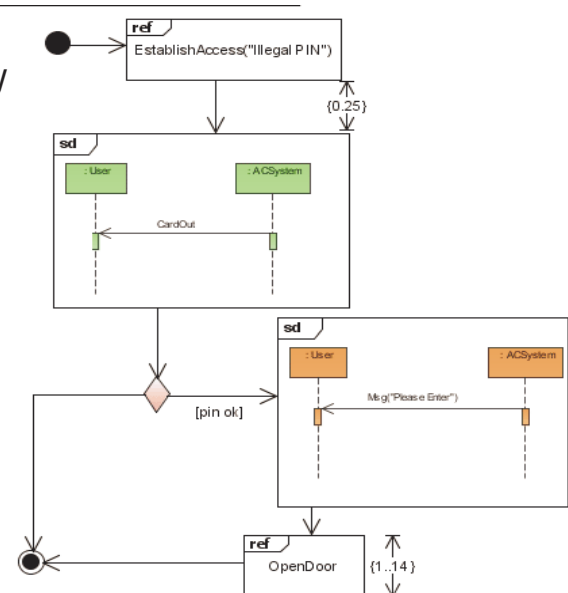 ref
EstablishAccess("Illegal PIN")
{0.25}
sd
: User
: ACSystem
CardOut
sd
: User
: ACSystem
Msg("Please Enter")
[pin ok]
ref
OpenDoor
{1..14}